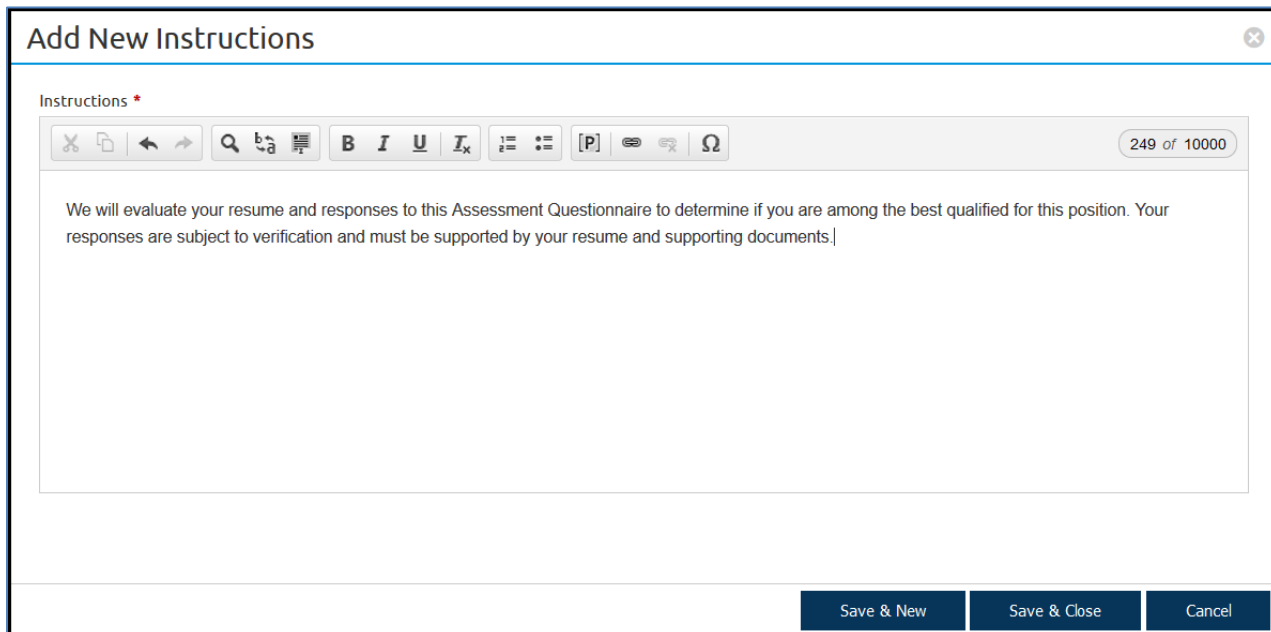 Add New Instructions
Instructions *
B I U Tx [P] Ω 249 of 10000
We will evaluate your resume and responses to this Assessment Questionnaire to determine if you are among the best qualified for this position. Your
responses are subject to verification and must be supported by your resume and supporting documents.
Save & New Save & Close Cancel